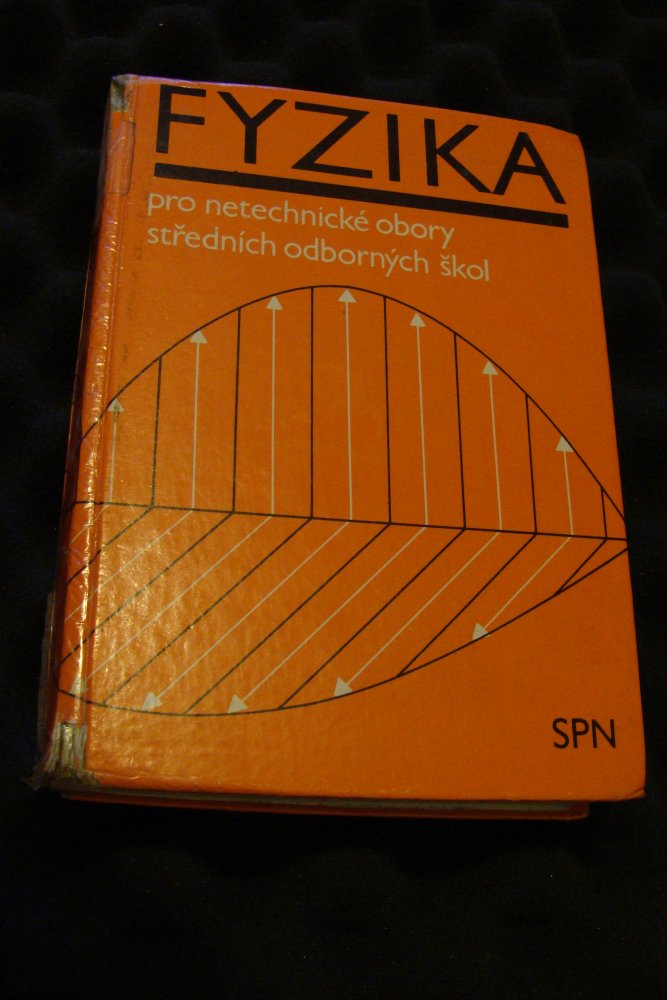 FYZIKA
pro netechnické obory
středních odborných škol
SPN